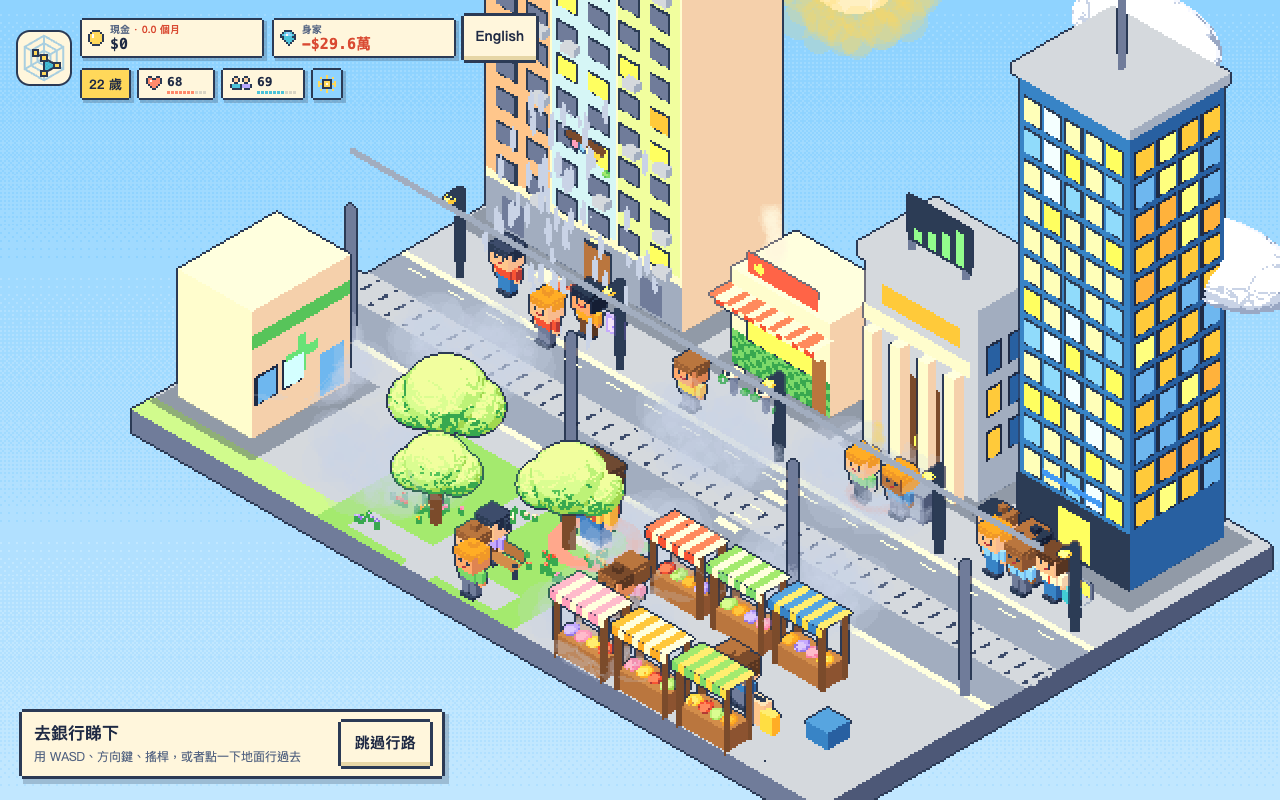 現金 · 0.0 個月
$0
身家
−$29.6萬
English
22 歲
68
69
去銀行睇下
用 WASD、方向鍵、搖桿，或者點一下地面行過去
跳過行路